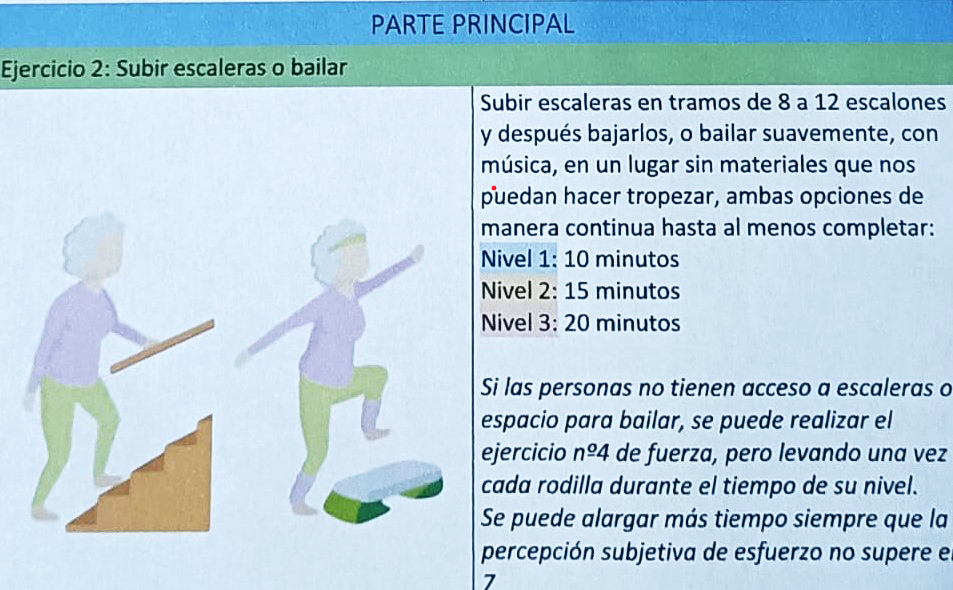 PARTE PRINCIPAL
Ejercicio 2: Subir escaleras o bailar
Subir escaleras en tramos de 8 a 12 escalones
y después bajarlos, o bailar suavemente, con
música, en un lugar sin materiales que nos
puedan hacer tropezar, ambas opciones de
manera continua hasta al menos completar:
Nivel 1: 10 minutos
Nivel 2: 15 minutos
Nivel 3: 20 minutos
Si las personas no tienen acceso a escaleras o
espacio para bailar, se puede realizar el
ejercicio nº4 de fuerza, pero levando una vez
cada rodilla durante el tiempo de su nivel.
Se puede alargar más tiempo siempre que la
percepción subjetiva de esfuerzo no supere el
7